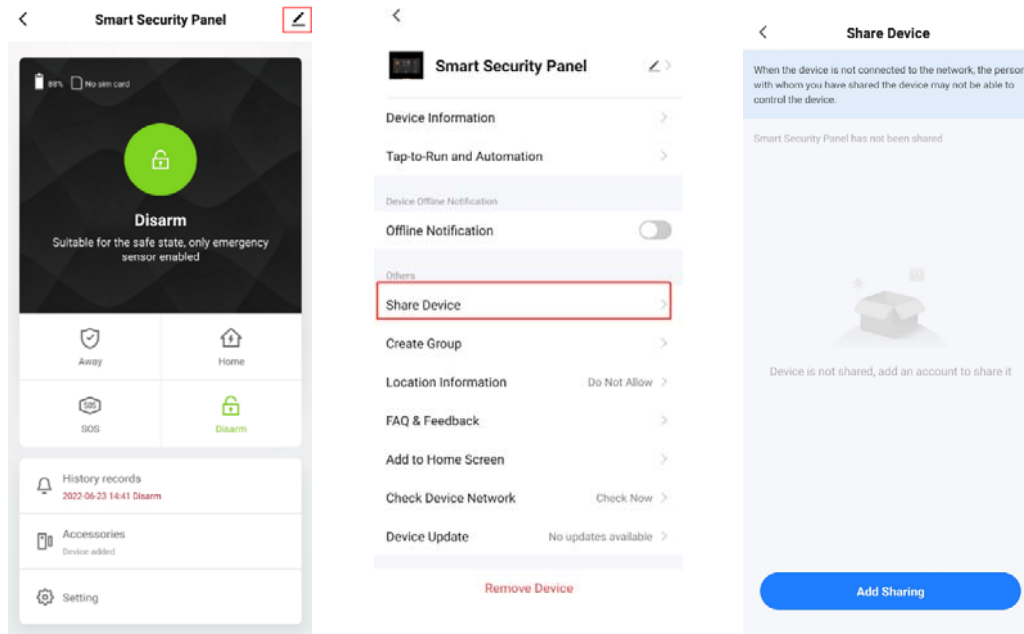 Smart Security Panel
88% No sim card
Disarm
Suitable for the safe state, only emergency
sensor enabled
Away
Home
SOS
SOS
Disarm
History records
2022-06-23 14:41 Disarm
Accessories
Device added
Setting
Smart Security Panel
Device Information
Tap-to-Run and Automation
Device Offline Notification
Offline Notification
Others
Share Device
Create Group
Location Information Do Not Allow
FAQ & Feedback
Add to Home Screen
Check Device Network Check Now
Device Update No updates available
Remove Device
Share Device
When the device is not connected to the network, the person
with whom you have shared the device may not be able to
control the device.
Smart Security Panel has not been shared
Device is not shared, add an account to share it
Add Sharing